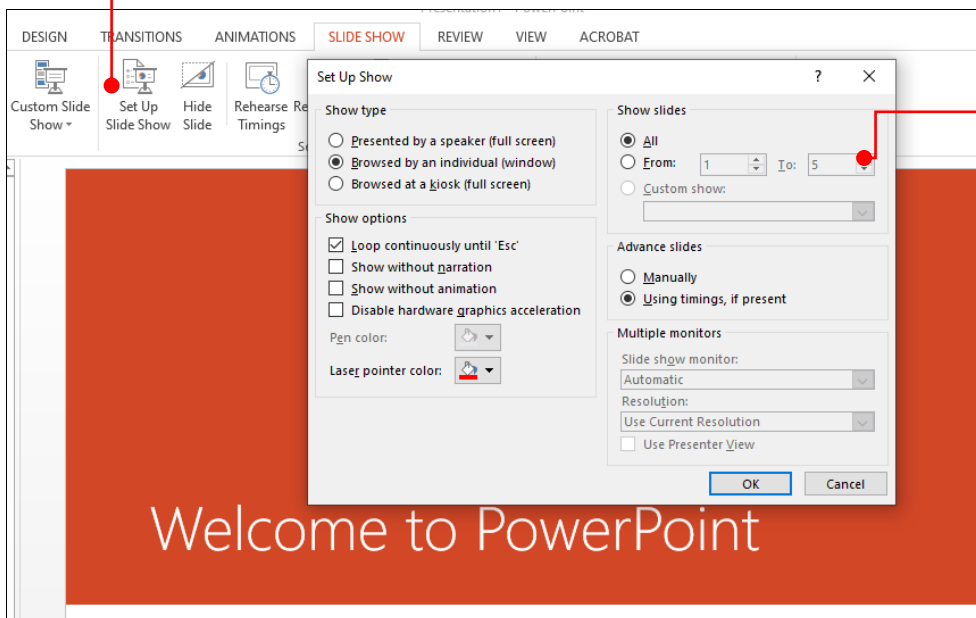 DESIGN TRANSITIONS ANIMATIONS SLIDE SHOW REVIEW VIEW ACROBAT
Custom Slide Show
Set Up Slide Show
Hide Slide
Rehearse Timings
Set Up Show
?
Show type
Presented by a speaker (full screen)
Browsed by an individual (window)
Browsed at a kiosk (full screen)
Show options
Loop continuously until 'Esc'
Show without narration
Show without animation
Disable hardware graphics acceleration
Pen color:
Laser pointer color:
Show slides
All
From: 1 To: 5
Custom show:
Advance slides
Manually
Using timings, if present
Multiple monitors
Slide show monitor:
Automatic
Resolution:
Use Current Resolution
Use Presenter View
OK Cancel
Welcome to PowerPoint